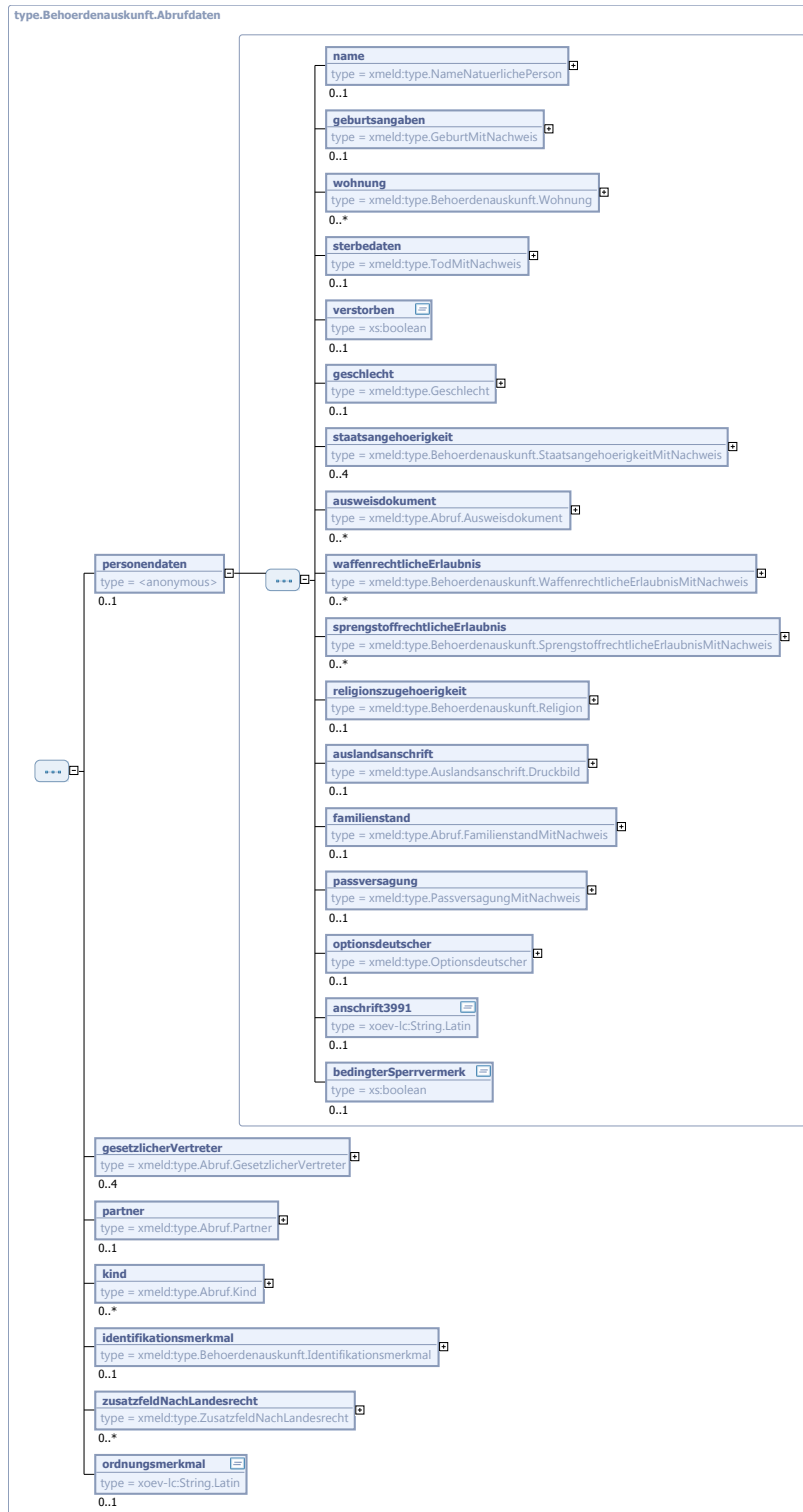 type.Behoerdenauskunft.Abrufdaten
name
type = xmeld:type.NameNatuerlichePerson
0..1
geburtsangaben
type = xmeld:type.GeburtMitNachweis
0..1
wohnung
type = xmeld:type.Behoerdenauskunft.Wohnung
0..*
sterbedaten
type = xmeld:type.TodMitNachweis
0..1
verstorben
type = xs:boolean
0..1
geschlecht
type = xmeld:type.Geschlecht
0..1
staatsangehoerigkeit
type = xmeld:type.Behoerdenauskunft.StaatsangehoerigkeitMitNachweis
0..4
ausweisdokument
type = xmeld:type.Abruf.Ausweisdokument
0..*
personendaten
type = <anonymous>
0..1
waffenrechtlicheErlaubnis
type = xmeld:type.Behoerdenauskunft.WaffenrechtlicheErlaubnisMitNachweis
0..*
sprengstoffrechtlicheErlaubnis
type = xmeld:type.Behoerdenauskunft.SprengstoffrechtlicheErlaubnisMitNachweis
0..*
religionszugehoerigkeit
type = xmeld:type.Behoerdenauskunft.Religion
0..1
auslandsanschrift
type = xmeld:type.Auslandsanschrift.Druckbild
0..1
familienstand
type = xmeld:type.Abruf.FamilienstandMitNachweis
0..1
passversagung
type = xmeld:type.PassversagungMitNachweis
0..1
optionsdeutscher
type = xmeld:type.Optionsdeutscher
0..1
anschrift3991
type = xoev-lc:String.Latin
0..1
bedingterSperrvermerk
type = xs:boolean
0..1
gesetzlicherVertreter
type = xmeld:type.Abruf.GesetzlicherVertreter
0..4
partner
type = xmeld:type.Abruf.Partner
0..1
kind
type = xmeld:type.Abruf.Kind
0..*
identifikationsmerkmal
type = xmeld:type.Behoerdenauskunft.Identifikationsmerkmal
0..1
zusatzfeldNachLandesrecht
type = xmeld:type.ZusatzfeldNachLandesrecht
0..*
ordnungsmerkmal
type = xoev-lc:String.Latin
0..1